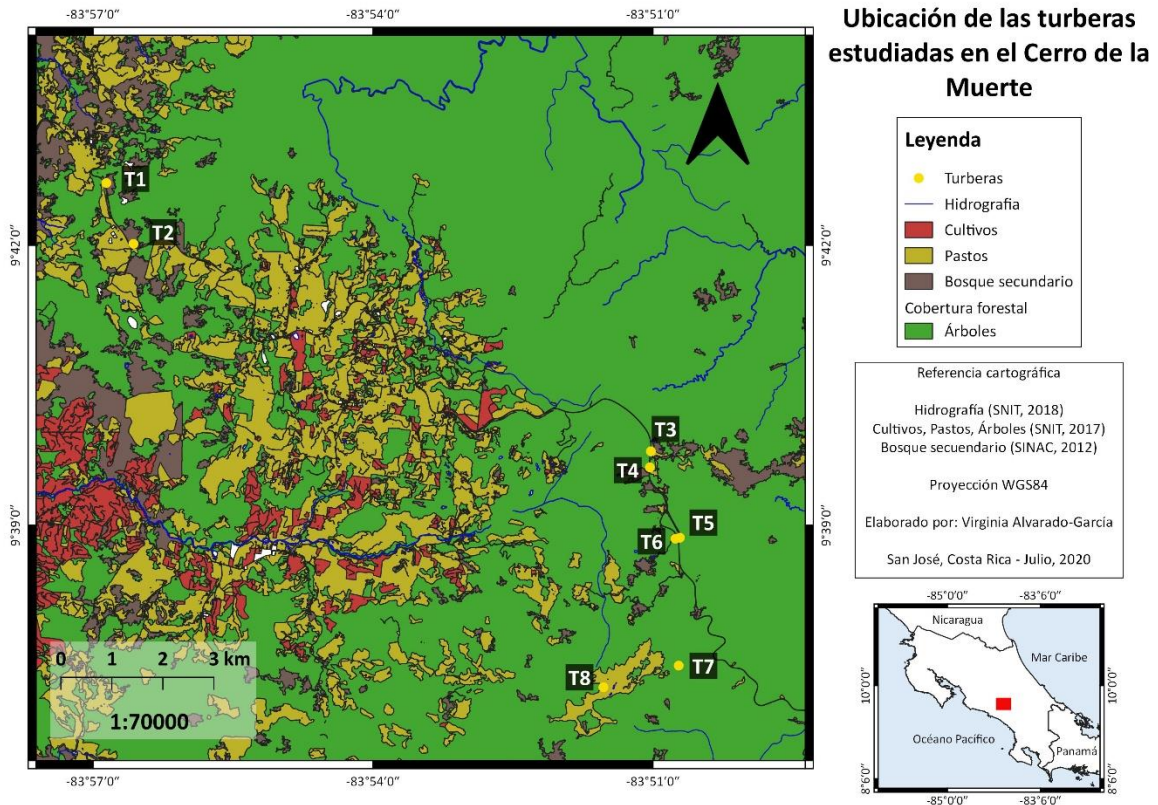 -83°57'0"
-83°54'0"
-83°51'0"
9°42'0"
9°39'0"
T1
T2
T3
T4
T5
T6
T7
T8
0 1 2 3 km
1:70000
9°42'0"
9°39'0"
-83°57'0"
-83°54'0"
-83°51'0"
Ubicación de las turberas
estudiadas en el Cerro de la
Muerte
Leyenda
Turberas
Hidrografia
Cultivos
Pastos
Bosque secundario
Cobertura forestal
Árboles
Referencia cartográfica
Hidrografía (SNIT, 2018)
Cultivos, Pastos, Árboles (SNIT, 2017)
Bosque secuendario (SINAC, 2012)
Proyección WGS84
Elaborado por: Virginia Alvarado-García
San José, Costa Rica - Julio, 2020
-85°0'0"
-83°6'0"
Nicaragua
Mar Caribe
10°0'0"
10°0'0"
Océano Pacifico
Panamá
8°6'0"
8°6'0"
-85°0'0"
-83°6'0"